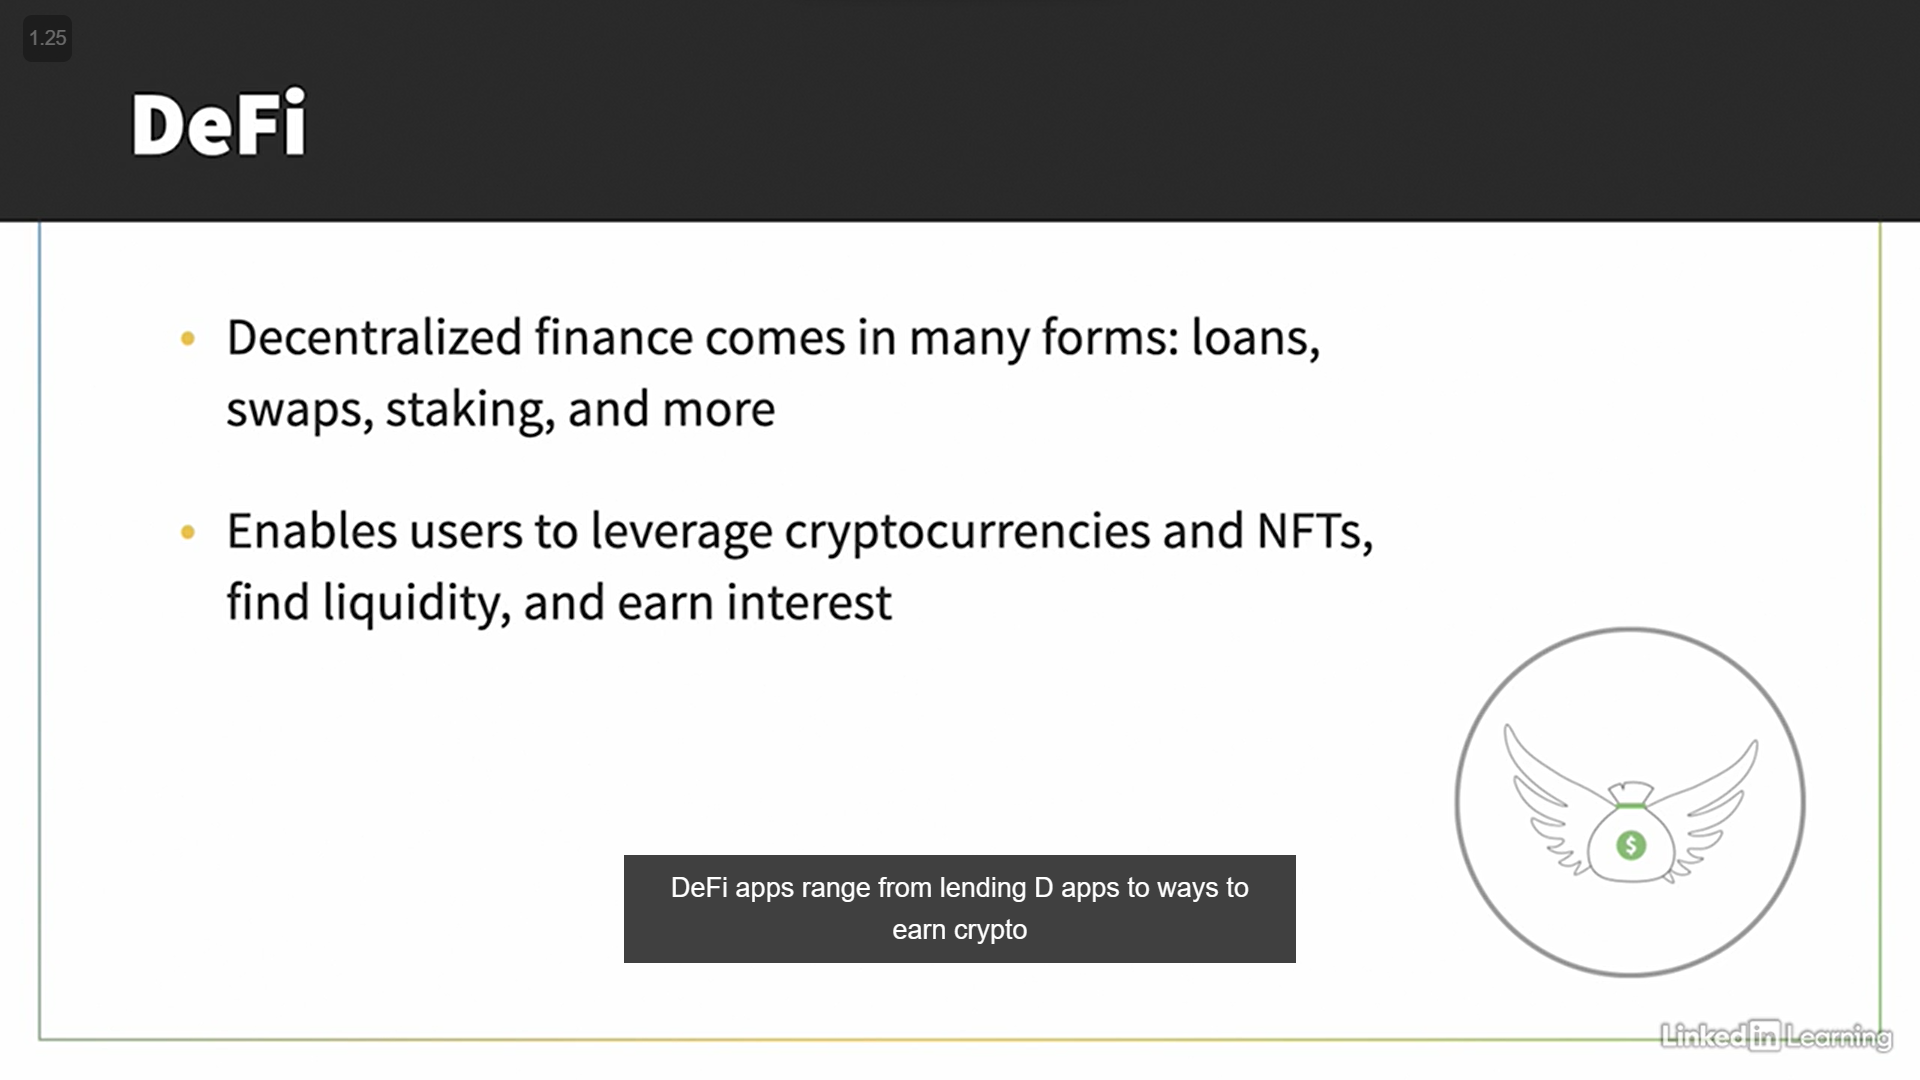 1.25
DeFi
• Decentralized finance comes in many forms: loans,
swaps, staking, and more
• Enables users to leverage cryptocurrencies and NFTs,
find liquidity, and earn interest
$
DeFi apps range from lending D apps to ways to
earn crypto
Linked in Learning